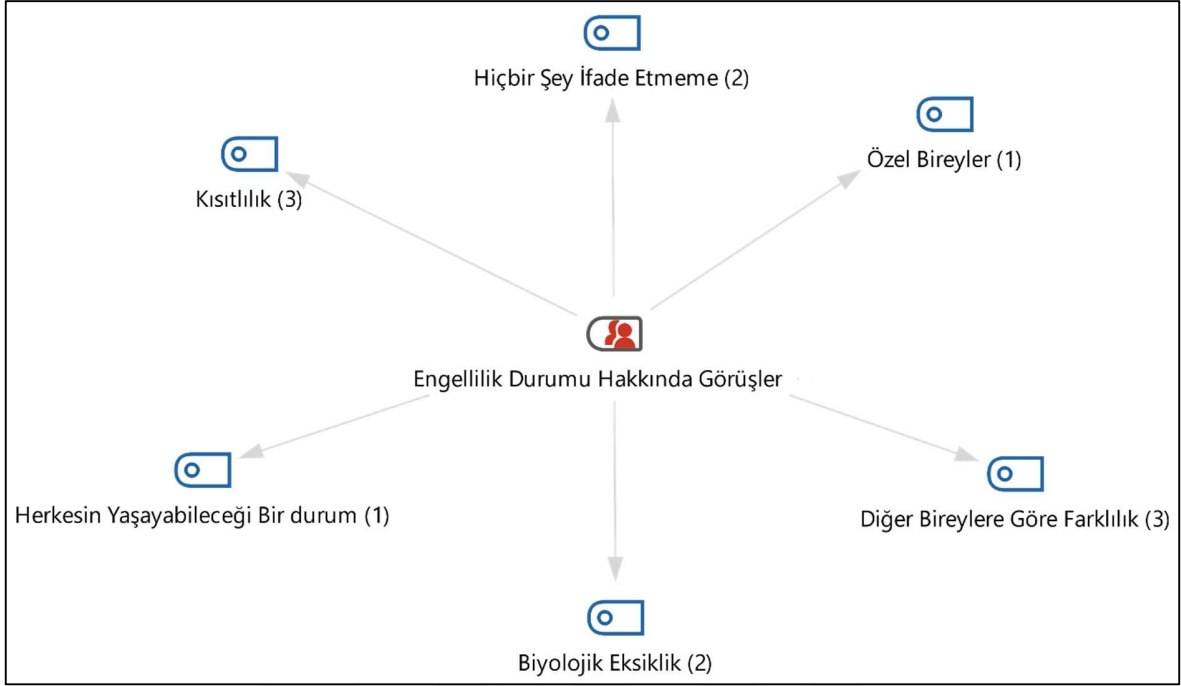 Hiçbir Şey İfade Etmeme (2)
Özel Bireyler (1)
Kısıtlılık (3)
Engellilik Durumu Hakkında Görüşler
Herkesin Yaşayabileceği Bir durum (1)
Diğer Bireylere Göre Farklılık (3)
Biyolojik Eksiklik (2)